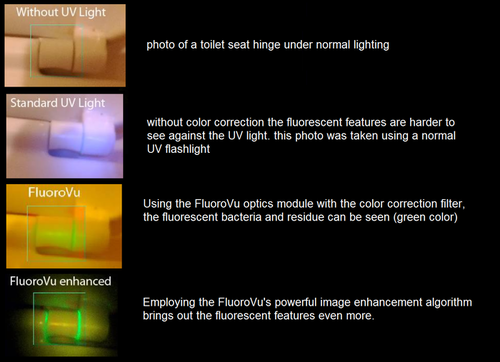 Without UV Light
photo of a toilet seat hinge under normal lighting
Standard UV Light
without color correction the fluorescent features are harder to
see against the UV light. this photo was taken using a normal
UV flashlight
FluoroVu
Using the FluoroVu optics module with the color correction filter,
the fluorescent bacteria and residue can be seen (green color)
FluoroVu enhanced
Employing the FluoroVu's powerful image enhancement algorithm
brings out the fluorescent features even more.